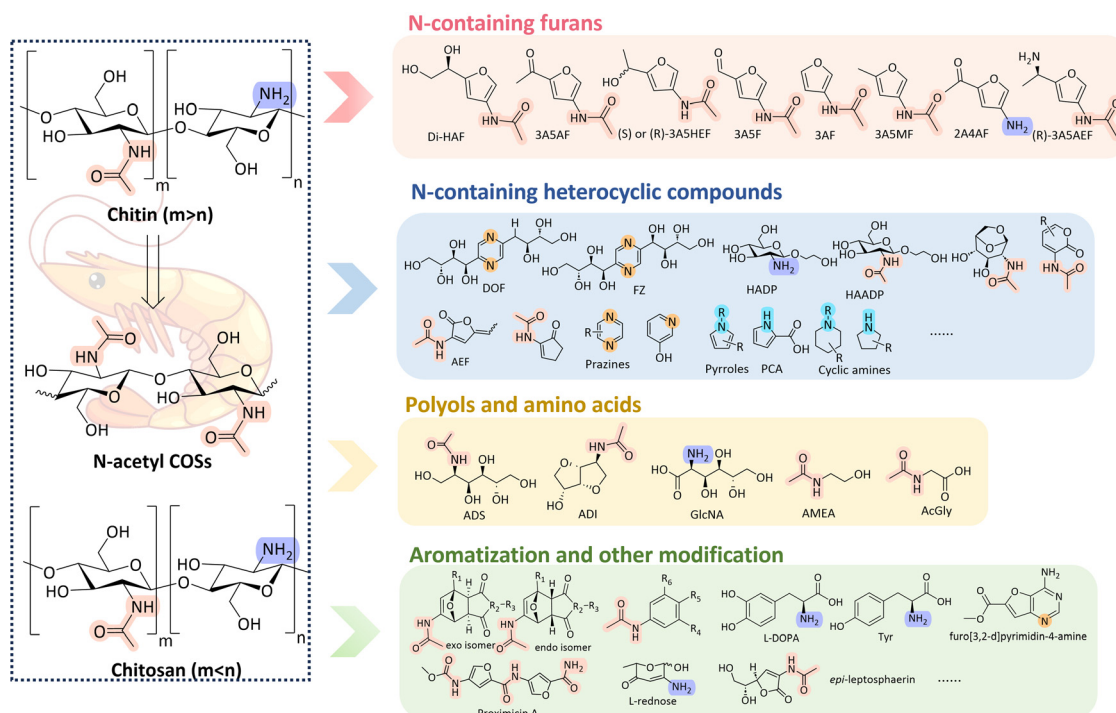 N-containing furans
Di-HAF 3A5AF (S) or (R)-3A5HEF 3A5F 3AF 3A5MF 2A4AF (R)-3A5AEF
N-containing heterocyclic compounds
DOF FZ HADP HAADP
AEF Prazines Pyrroles PCA Cyclic amines ......
Polyols and amino acids
ADS ADI GlcNA AMEA AcGly
Aromatization and other modification
exo isomer endo isomer L-DOPA Tyr furo[3,2-d]pyrimidin-4-amine
Proximicin A L-rednose epi-leptosphaerin ......
Chitin (m>n)
N-acetyl COSs
Chitosan (m<n)